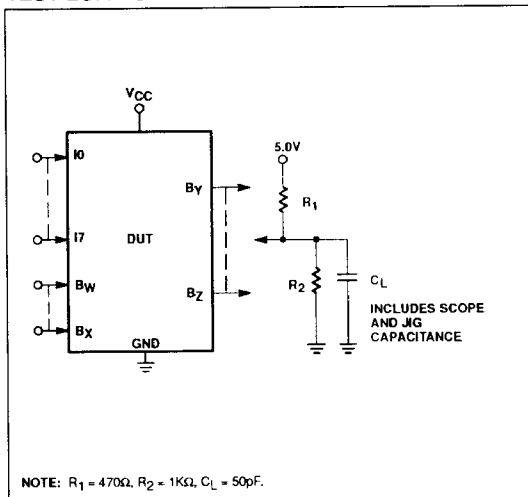 VCC
I0
I7
BW
BX
DUT
GND
BY
BZ
5.0V
R1
R2
CL
INCLUDES SCOPE
AND JIG
CAPACITANCE
NOTE: R1 = 470Ω, R2 = 1KΩ, CL = 50pF.